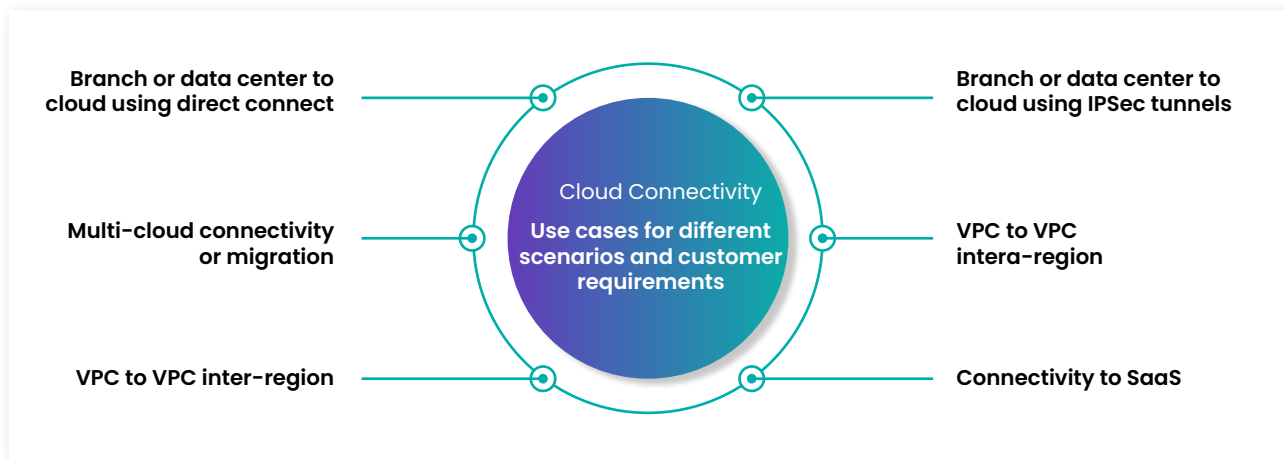 Branch or data center to
cloud using direct connect
Multi-cloud connectivity
or migration
VPC to VPC inter-region
Cloud Connectivity
Use cases for different
scenarios and customer
requirements
Branch or data center to
cloud using IPSec tunnels
VPC to VPC
intera-region
Connectivity to SaaS